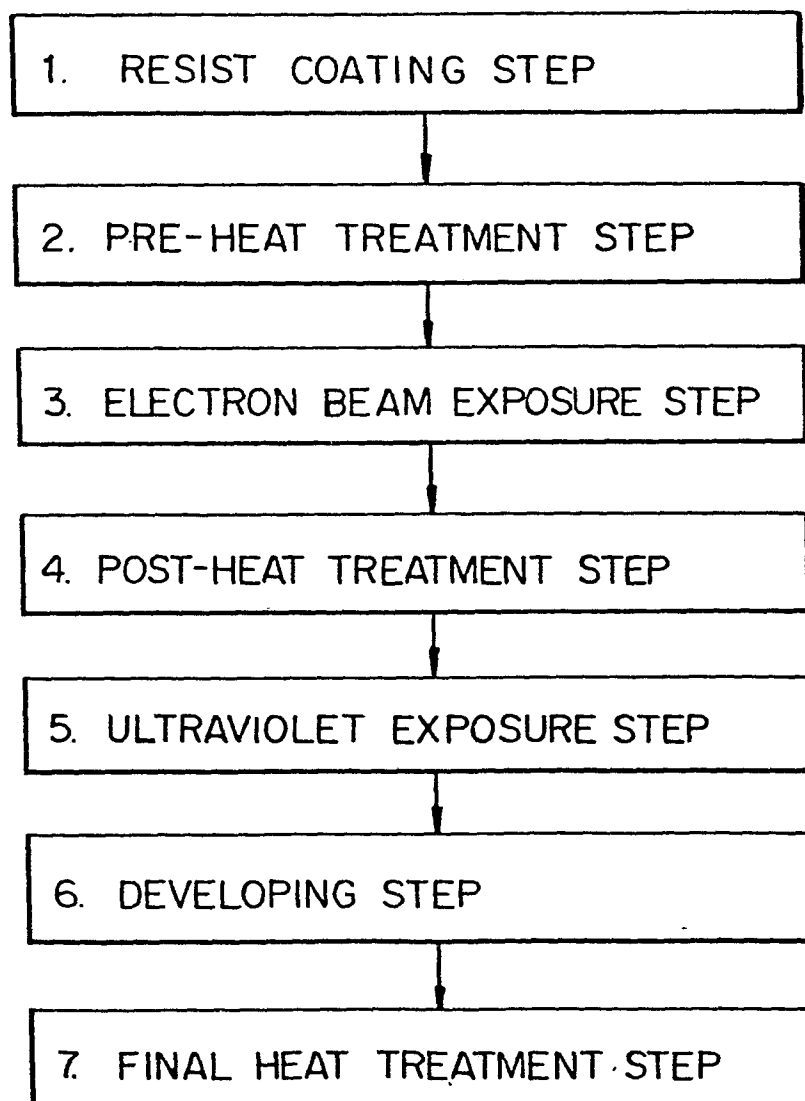 1. RESIST COATING STEP
2. PRE-HEAT TREATMENT STEP
3. ELECTRON BEAM EXPOSURE STEP
4. POST-HEAT TREATMENT STEP
5. ULTRAVIOLET EXPOSURE STEP
6. DEVELOPING STEP
7. FINAL HEAT TREATMENT STEP